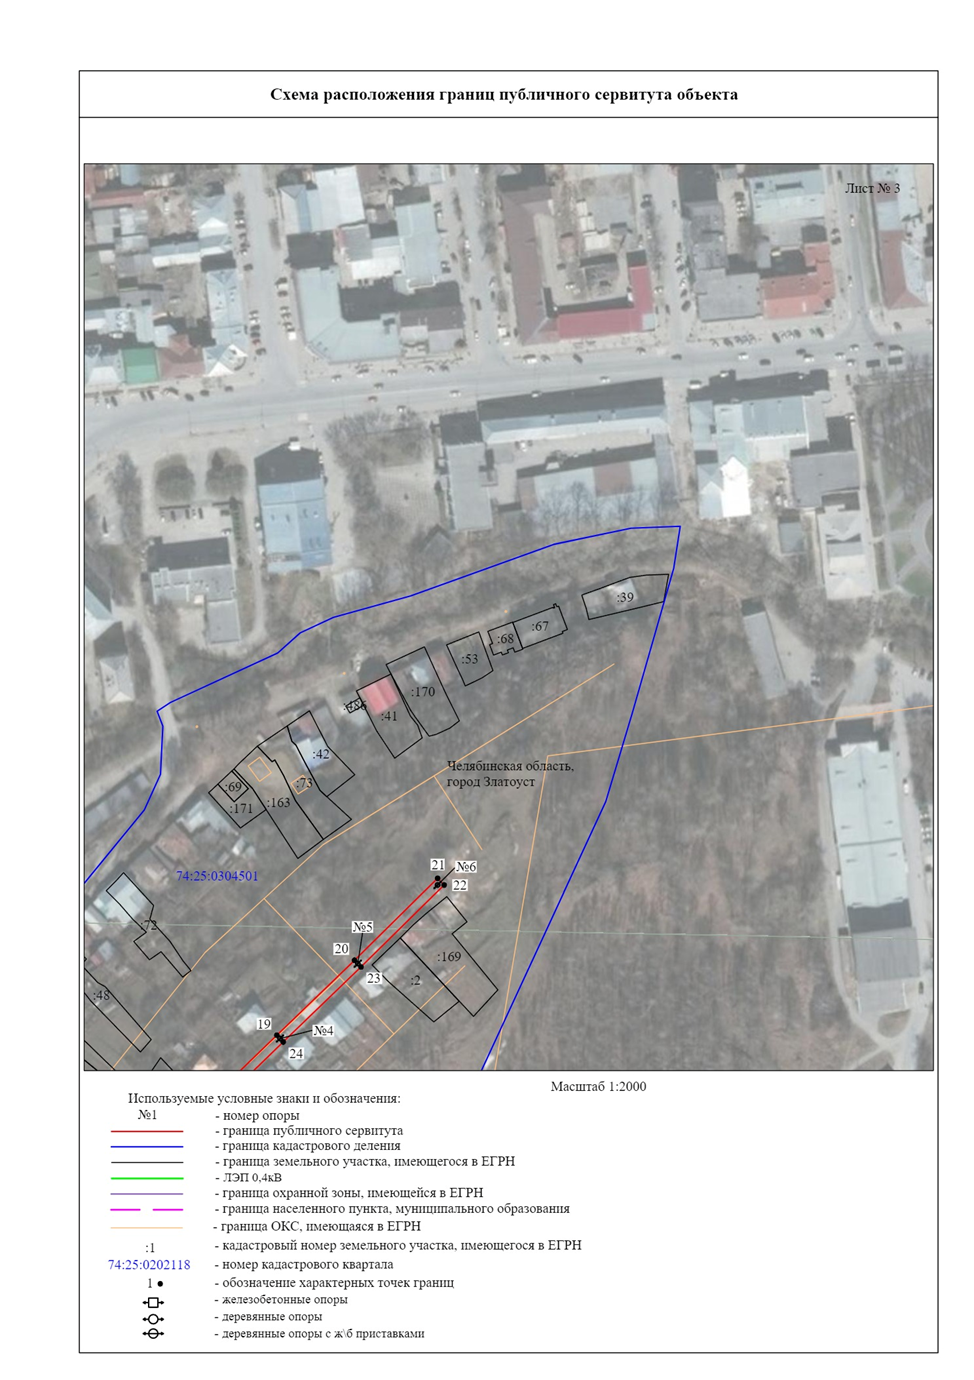 Схема расположения границ публичного сервитута объекта
Лист № 3
:39
:67
:68
:53
:170
:486
:41
:42
:73
:69
:171
:163
Челябинская область,
город Златоуст
74:25:0304501
21
№6
22
:72
№5
20
23
:169
:2
:48
19
№4
24
Масштаб 1:2000
Используемые условные знаки и обозначения:
№1 - номер опоры
- граница публичного сервитута
- граница кадастрового деления
- граница земельного участка, имеющегося в ЕГРН
- ЛЭП 0,4кВ
- граница охранной зоны, имеющейся в ЕГРН
- граница населенного пункта, муниципального образования
- граница ОКС, имеющаяся в ЕГРН
:1 - кадастровый номер земельного участка, имеющегося в ЕГРН
74:25:0202118 - номер кадастрового квартала
1 - обозначение характерных точек границ
- железобетонные опоры
- деревянные опоры
- деревянные опоры с ж\б приставками